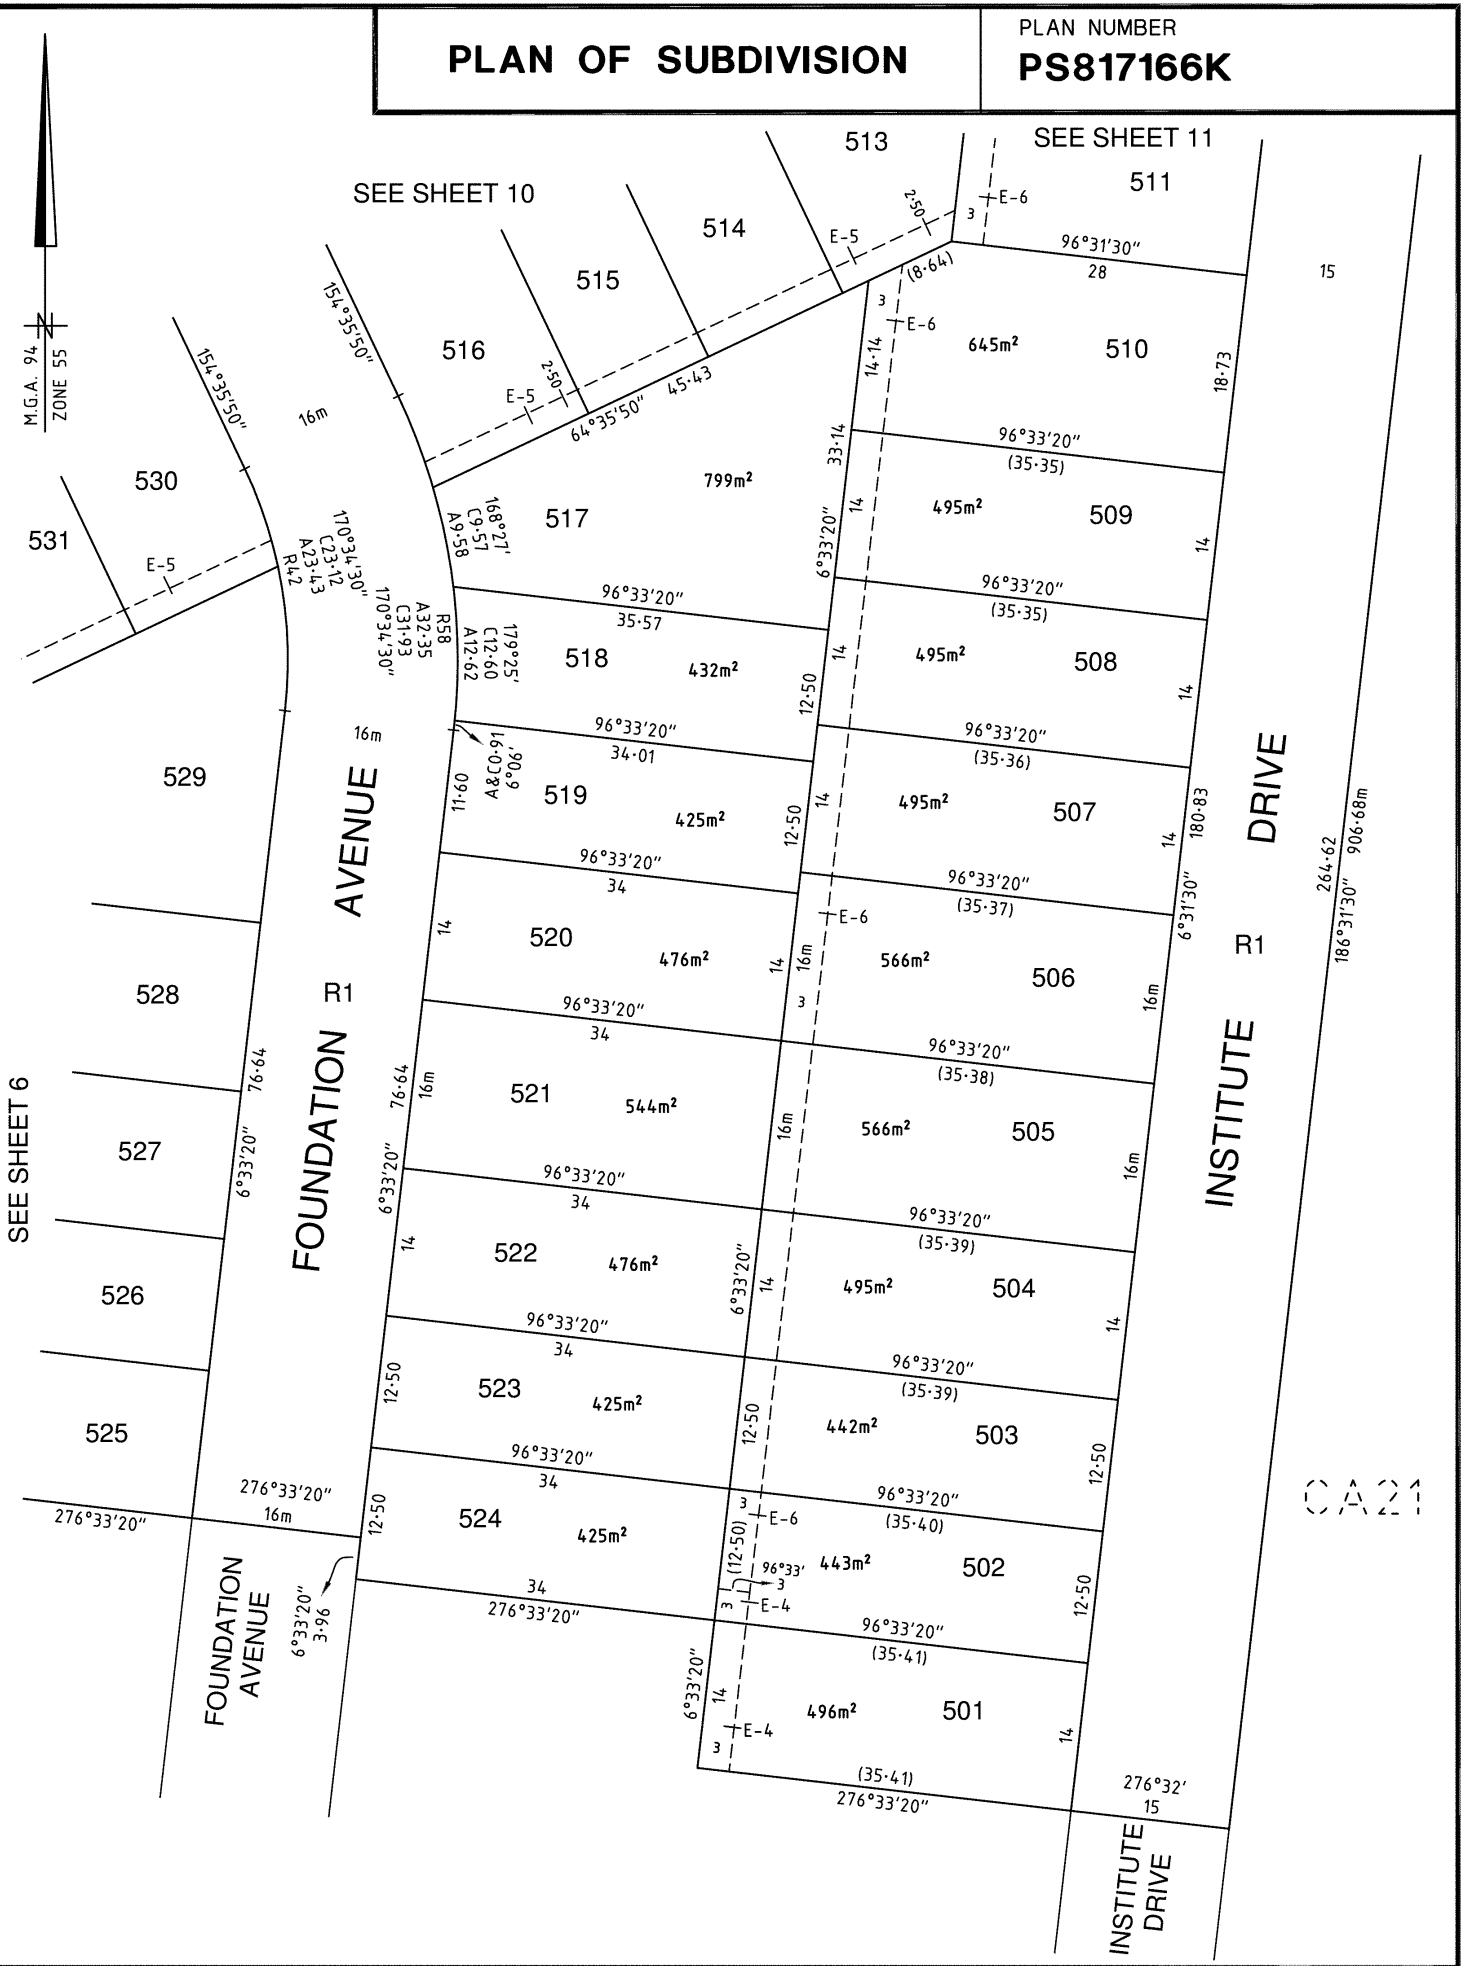 PLAN OF SUBDIVISION
PLAN NUMBER
PS817166K
M.G.A. 94
ZONE 55
N
SEE SHEET 10
SEE SHEET 11
SEE SHEET 6
513
2·50
3
E-6
511
96°31'30"
28
15
514
E-5
(8·64)
515
154°35'50"
516
2·50
E-5
45·43
64°35'50"
3
E-6
14·14
645m²
510
18·73
154°35'50"
16m
33·14
96°33'20"
(35·35)
530
531
E-5
799m²
517
168°27'
C9·57
A9·58
14
495m²
509
14
6°33'20"
170°34'30"
C23·12
A23·43
R42
96°33'20"
35·57
96°33'20"
(35·35)
R58
A32·35
C31·93
170°34'30"
179°25'
C12·60
A12·62
518
432m²
12·50
14
495m²
508
14
16m
96°33'20"
34·01
96°33'20"
(35·36)
A&C0·91
6°06'
529
11·60
519
425m²
12·50
14
495m²
507
14
180·83
6°31'30"
264·62
906·68m
186°31'30"
96°33'20"
34
96°33'20"
(35·37)
14
520
476m²
14
16m
E-6
3
566m²
506
16m
INSTITUTE R1 DRIVE
FOUNDATION R1 AVENUE
528
96°33'20"
34
96°33'20"
(35·38)
76·64
6°33'20"
76·64
6°33'20"
16m
521
544m²
16m
566m²
505
16m
527
96°33'20"
34
96°33'20"
(35·39)
14
522
476m²
6°33'20"
14
495m²
504
14
526
96°33'20"
34
96°33'20"
(35·39)
12·50
523
425m²
12·50
442m²
503
12·50
525
96°33'20"
34
96°33'20"
(35·40)
276°33'20"
276°33'20"
16m
12·50
524
425m²
3
E-6
(12·50)
96°33'
3
443m²
502
12·50
3
E-4
CA21
34
276°33'20"
96°33'20"
(35·41)
FOUNDATION
AVENUE
6°33'20"
3·96
6°33'20"
14
496m²
501
14
E-4
3
(35·41)
276°33'20"
276°32'
15
INSTITUTE
DRIVE